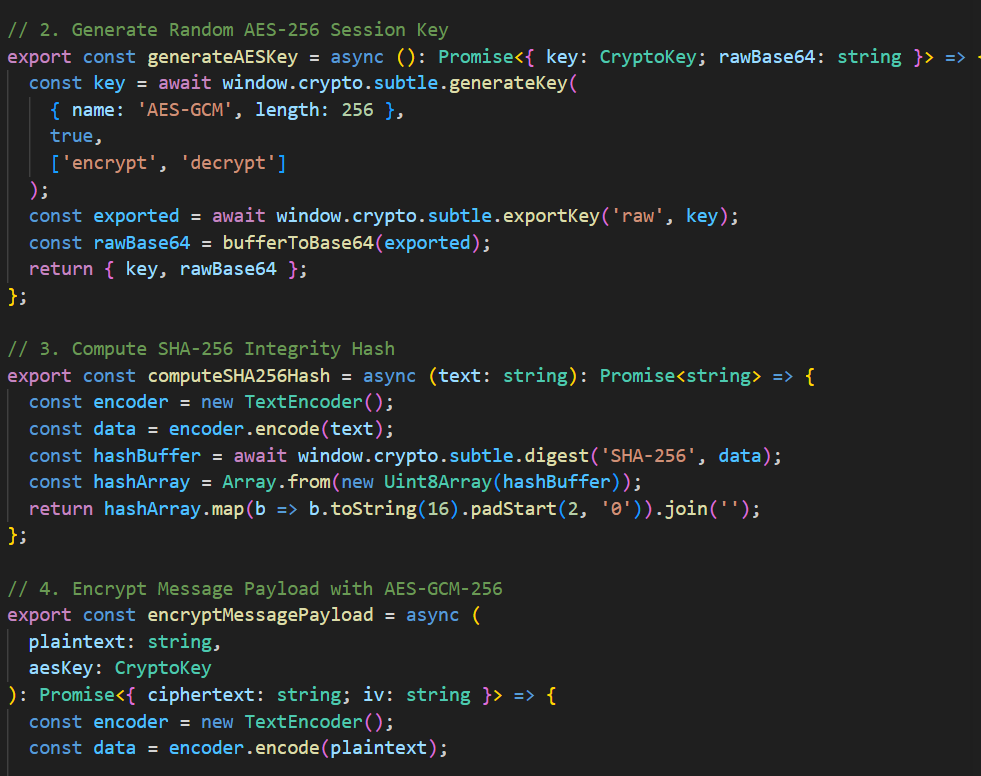 // 2. Generate Random AES-256 Session Key
export const generateAESKey = async (): Promise<{ key: CryptoKey; rawBase64: string }> => {
  const key = await window.crypto.subtle.generateKey(
    { name: 'AES-GCM', length: 256 },
    true,
    ['encrypt', 'decrypt']
  );
  const exported = await window.crypto.subtle.exportKey('raw', key);
  const rawBase64 = bufferToBase64(exported);
  return { key, rawBase64 };
};
// 3. Compute SHA-256 Integrity Hash
export const computeSHA256Hash = async (text: string): Promise<string> => {
  const encoder = new TextEncoder();
  const data = encoder.encode(text);
  const hashBuffer = await window.crypto.subtle.digest('SHA-256', data);
  const hashArray = Array.from(new Uint8Array(hashBuffer));
  return hashArray.map(b => b.toString(16).padStart(2, '0')).join('');
};
// 4. Encrypt Message Payload with AES-GCM-256
export const encryptMessagePayload = async (
  plaintext: string,
  aesKey: CryptoKey
): Promise<{ ciphertext: string; iv: string }> => {
  const encoder = new TextEncoder();
  const data = encoder.encode(plaintext);